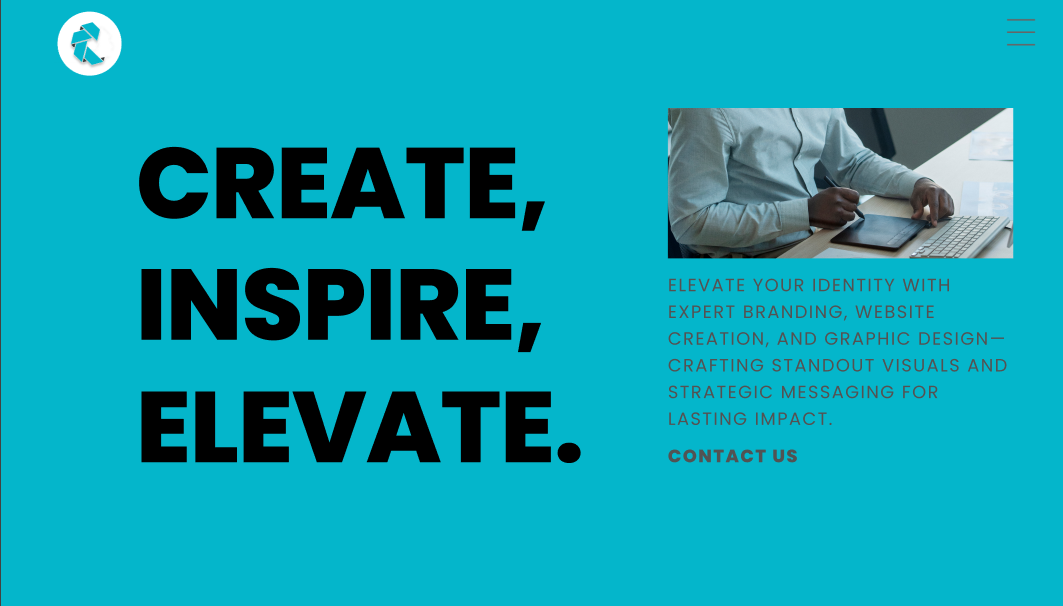 CREATE,
INSPIRE,
ELEVATE.
ELEVATE YOUR IDENTITY WITH
EXPERT BRANDING, WEBSITE
CREATION, AND GRAPHIC DESIGN—
CRAFTING STANDOUT VISUALS AND
STRATEGIC MESSAGING FOR
LASTING IMPACT.
CONTACT US